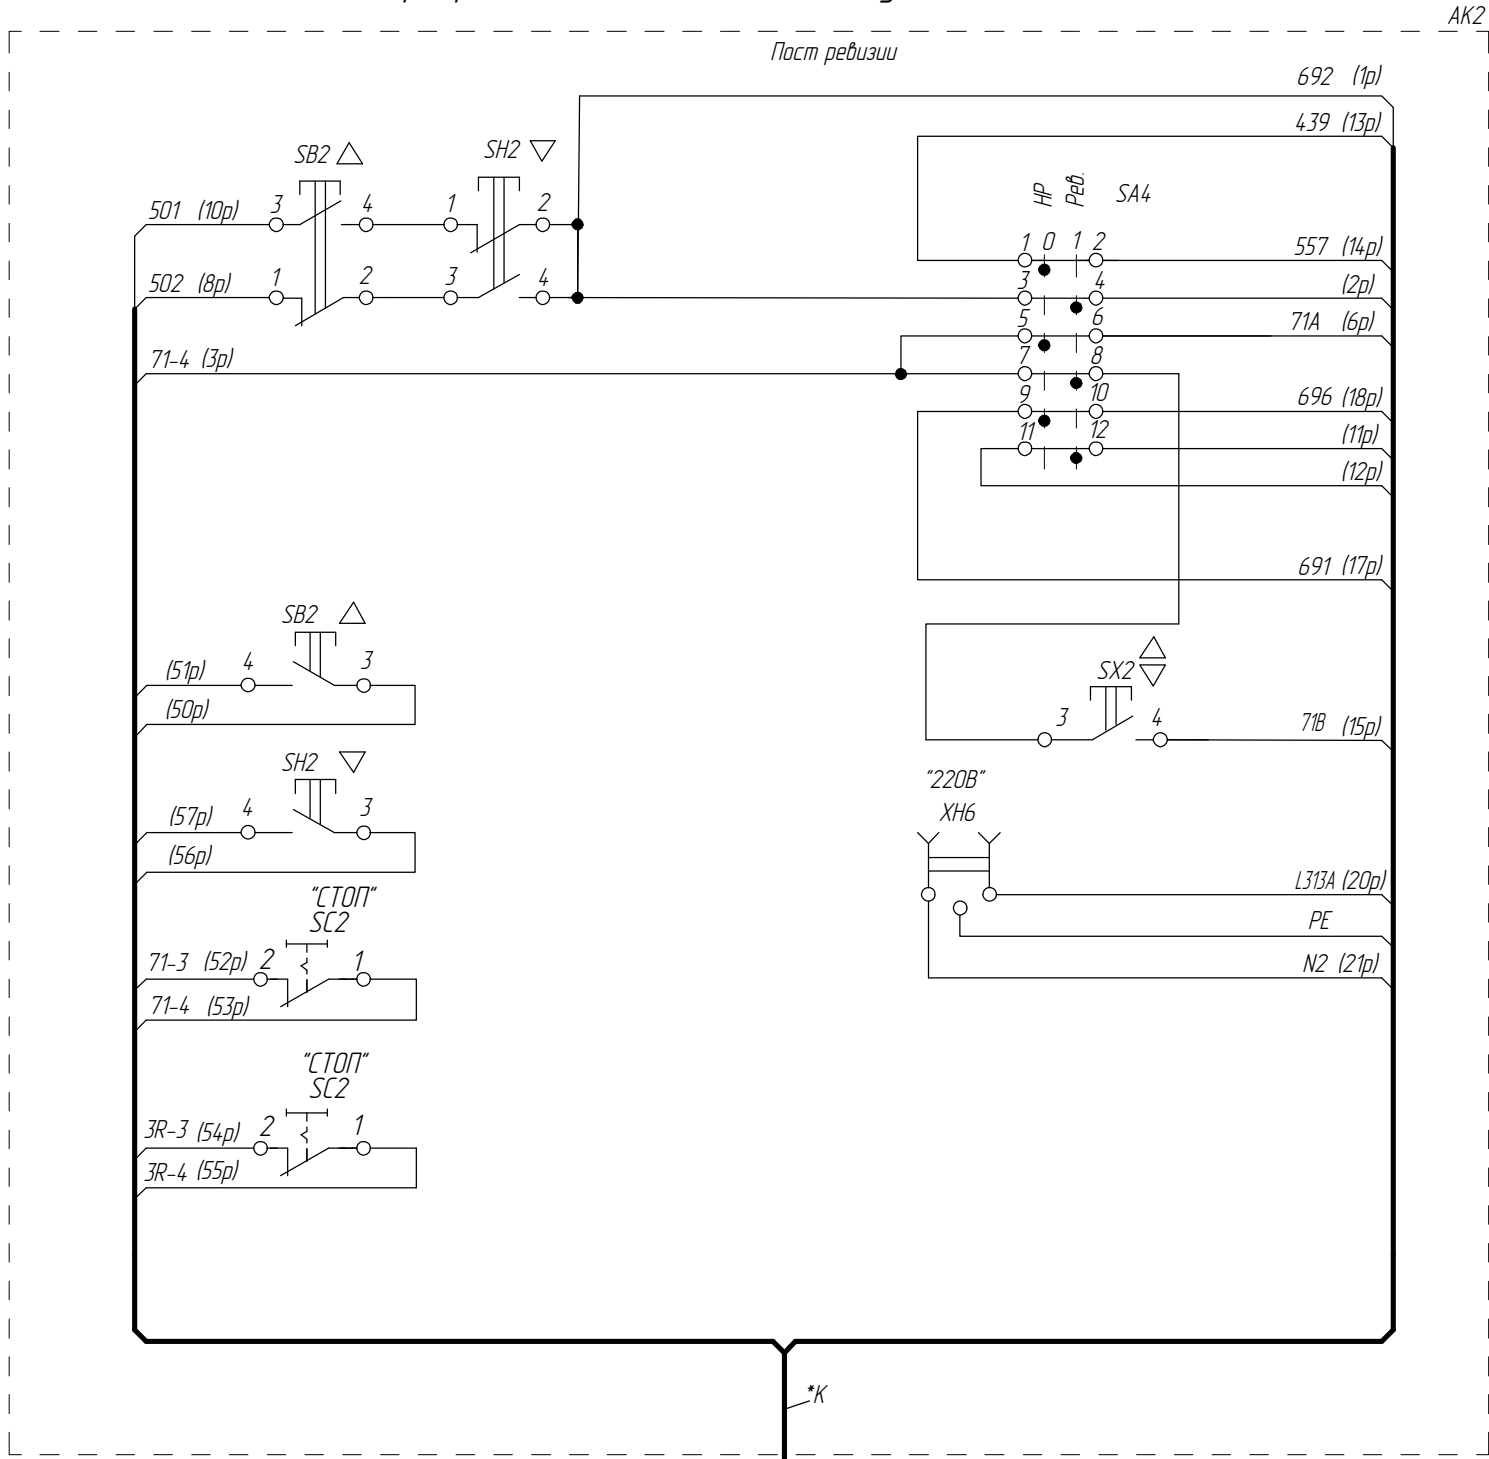 АК2
Пост ревизии
692 (1р)
439 (13р)
SB2
SH2
НР
Рев.
SA4
501 (10р)
3
4
1
2
1 0 1 2
557 (14р)
502 (8р)
1
2
3
4
3
4
(2р)
5
6
71А (6р)
71-4 (3р)
7
8
9
10
696 (18р)
11
12
(11р)
(12р)
691 (17р)
SB2
(51р)
4
3
(50р)
SX2
3
4
71В (15р)
SH2
(57р)
4
3
(56р)
"220В"
XH6
L313A (20р)
PE
N2 (21р)
"СТОП"
SC2
71-3 (52р)
2
1
71-4 (53р)
"СТОП"
SC2
3R-3 (54р)
2
1
3R-4 (55р)
*К